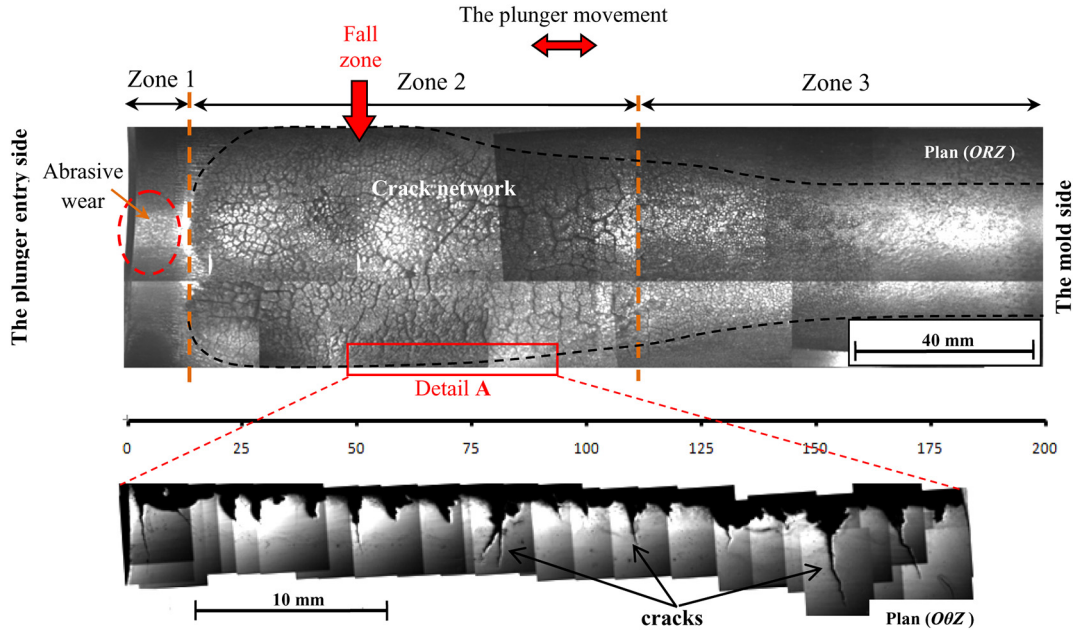 The plunger movement
Fall
zone
Zone 1
Zone 2
Zone 3
The plunger entry side
Abrasive
wear
Crack network
Plan (ORZ)
The mold side
40 mm
Detail A
0
25
50
75
100
125
150
175
200
10 mm
cracks
Plan (OθZ)